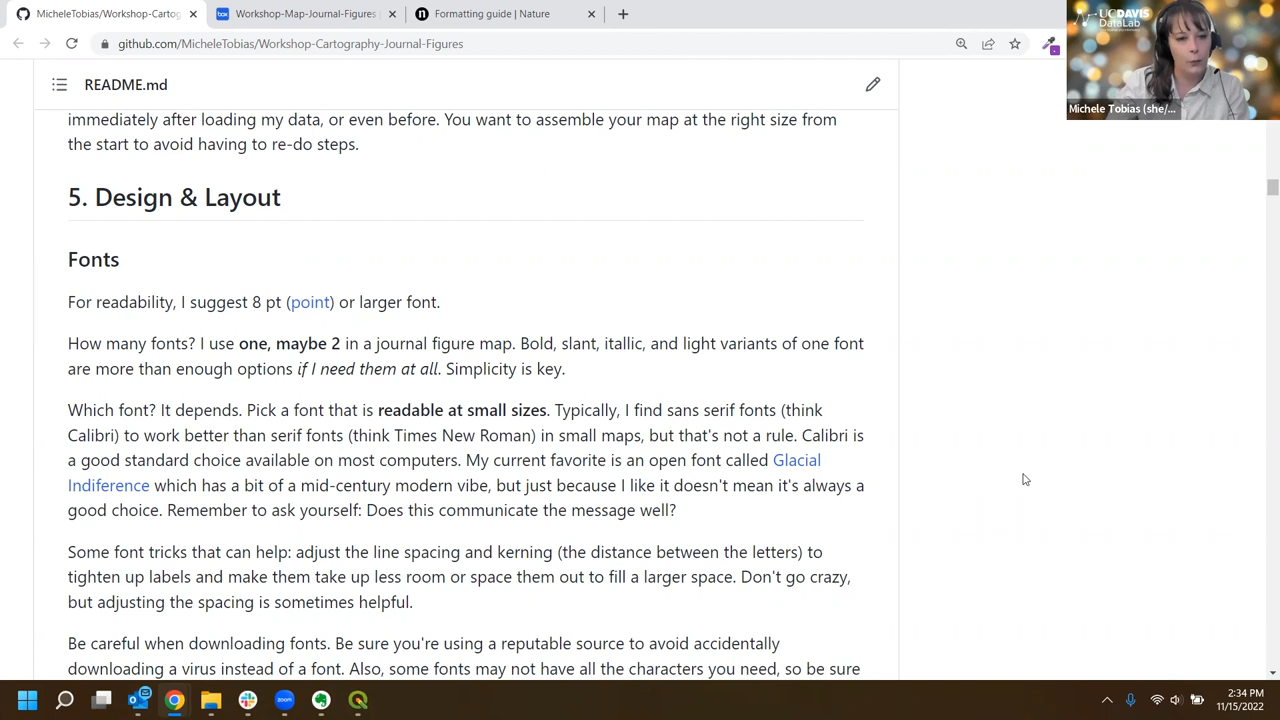 MicheleTobias/Workshop-Cartog
Workshop-Map-Journal-Figures
Formatting guide | Nature
github.com/MicheleTobias/Workshop-Cartography-Journal-Figures
UCDAVIS
DataLab
Michele Tobias (she/...
README.md
immediately after loading my data, or even before. You want to assemble your map at the right size from
the start to avoid having to re-do steps.
5. Design & Layout
Fonts
For readability, I suggest 8 pt (point) or larger font.
How many fonts? I use one, maybe 2 in a journal figure map. Bold, slant, itallic, and light variants of one font
are more than enough options if I need them at all. Simplicity is key.
Which font? It depends. Pick a font that is readable at small sizes. Typically, I find sans serif fonts (think
Calibri) to work better than serif fonts (think Times New Roman) in small maps, but that's not a rule. Calibri is
a good standard choice available on most computers. My current favorite is an open font called Glacial
Indiference which has a bit of a mid-century modern vibe, but just because I like it doesn't mean it's always a
good choice. Remember to ask yourself: Does this communicate the message well?
Some font tricks that can help: adjust the line spacing and kerning (the distance between the letters) to
tighten up labels and make them take up less room or space them out to fill a larger space. Don't go crazy,
but adjusting the spacing is sometimes helpful.
Be careful when downloading fonts. Be sure you're using a reputable source to avoid accidentally
downloading a virus instead of a font. Also, some fonts may not have all the characters you need, so be sure
zoom
2:34 PM
11/15/2022